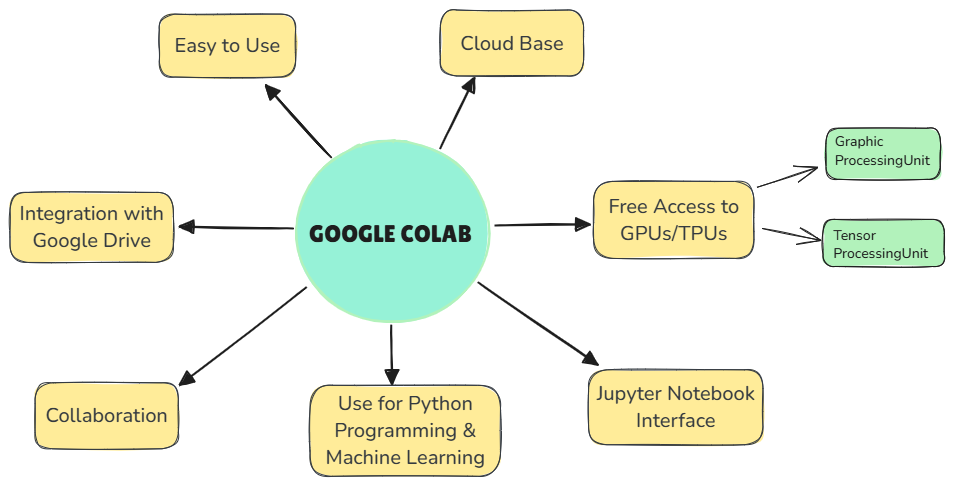 Easy to Use
Cloud Base
Graphic
ProcessingUnit
Free Access to
GPUs/TPUs
Integration with
Google Drive
GOOGLE COLAB
Tensor
ProcessingUnit
Collaboration
Use for Python
Programming &
Machine Learning
Jupyter Notebook
Interface